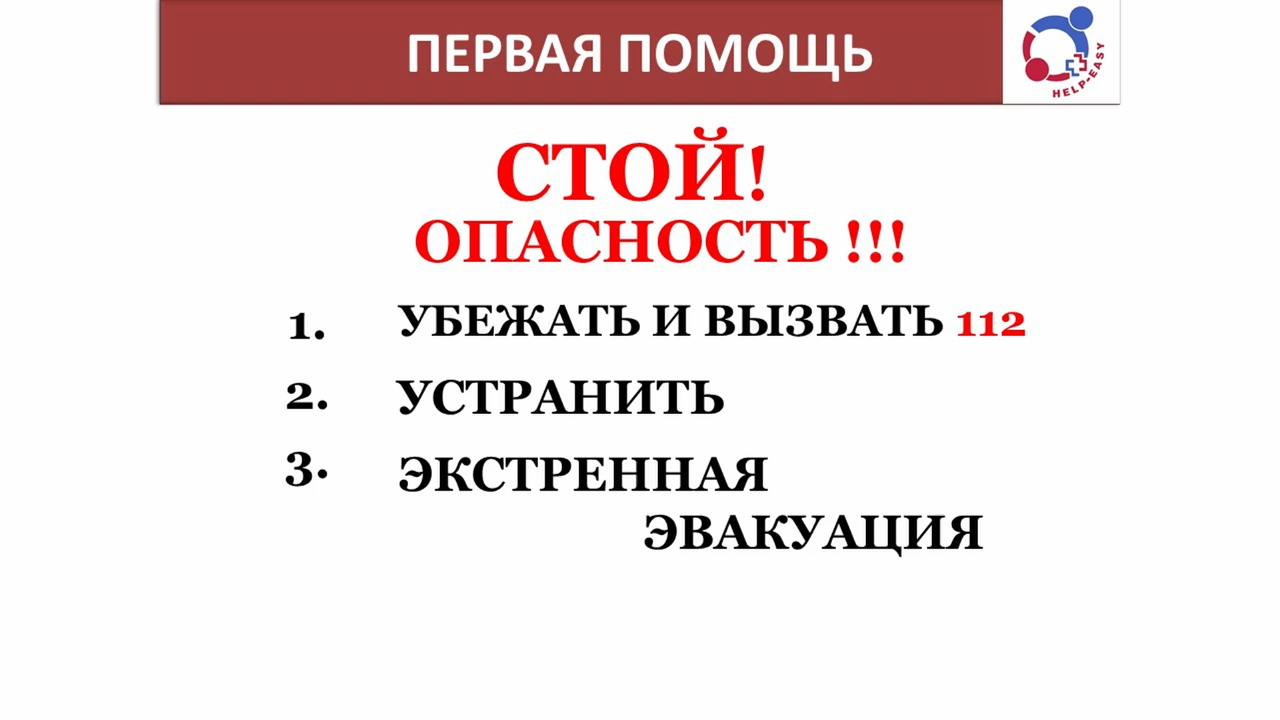 ПЕРВАЯ ПОМОЩЬ
HELP-EASY
СТОЙ!
ОПАСНОСТЬ !!!
1. УБЕЖАТЬ И ВЫЗВАТЬ 112
2. УСТРАНИТЬ
3. ЭКСТРЕННАЯ
ЭВАКУАЦИЯ